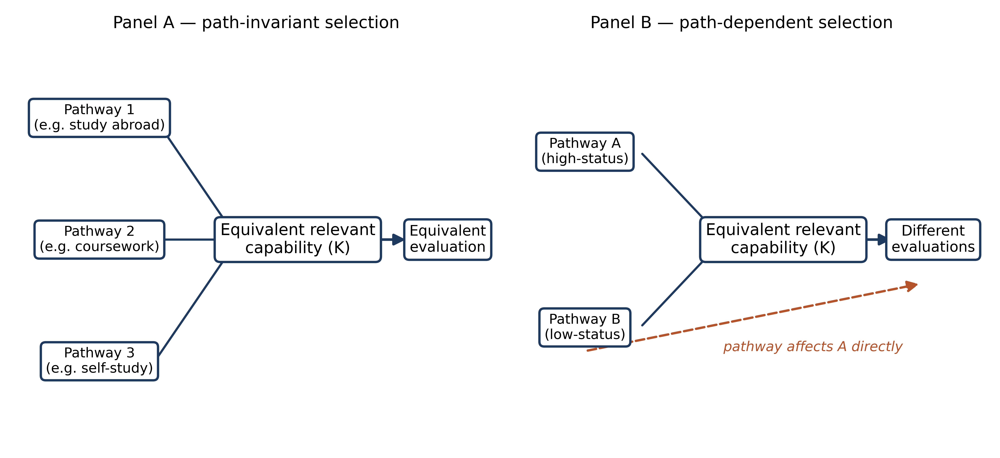 Panel A — path-invariant selection
Pathway 1
(e.g. study abroad)
Pathway 2
(e.g. coursework)
Pathway 3
(e.g. self-study)
Equivalent relevant
capability (K)
Equivalent
evaluation
Panel B — path-dependent selection
Pathway A
(high-status)
Pathway B
(low-status)
Equivalent relevant
capability (K)
Different
evaluations
pathway affects A directly